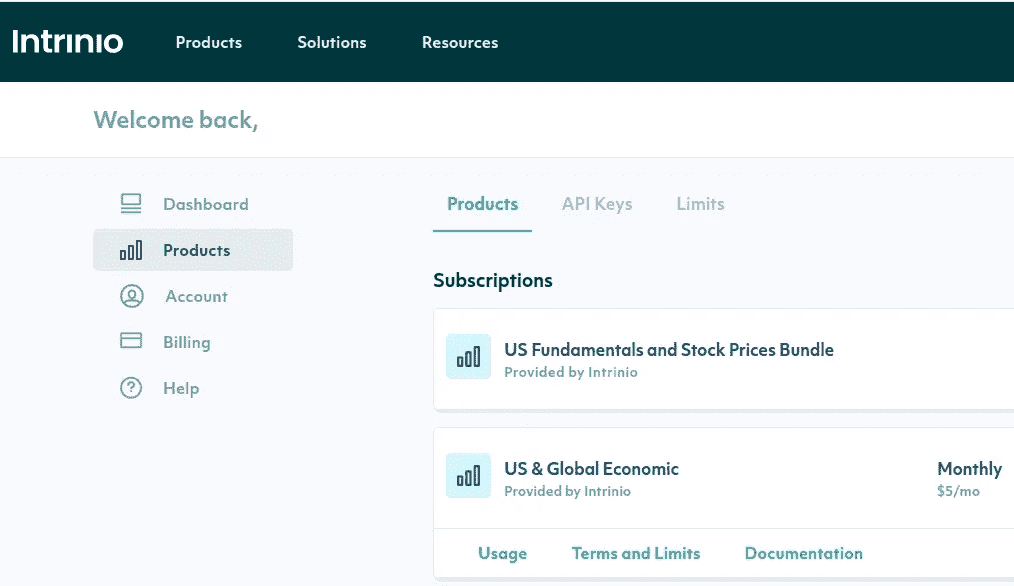 Intrinio Products Solutions Resources
Welcome back,
Dashboard
Products
Account
Billing
Help
Products API Keys Limits
Subscriptions
US Fundamentals and Stock Prices Bundle
Provided by Intrinio
US & Global Economic
Provided by Intrinio
Monthly
$5/mo
Usage Terms and Limits Documentation